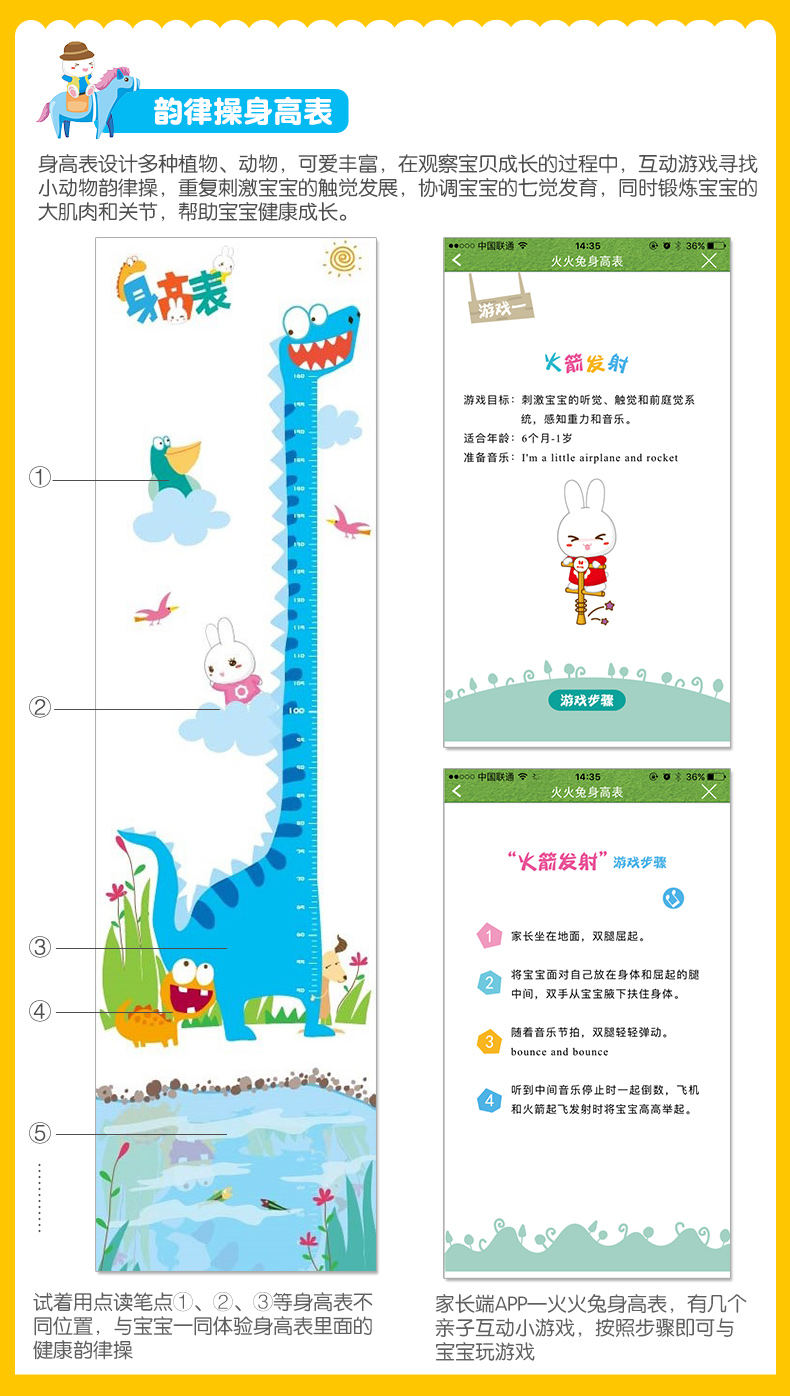 韵律操身高表
身高表设计多种植物、动物，可爱丰富，在观察宝贝成长的过程中，互动游戏寻找
小动物韵律操，重复刺激宝宝的触觉发展，协调宝宝的七觉发育，同时锻炼宝宝的
大肌肉和关节，帮助宝宝健康成长。
身高表
①
②
③
④
⑤
100
中国联通 14:35 36%
火火兔身高表
游戏一
火箭发射
游戏目标：刺激宝宝的听觉、触觉和前庭觉系
统，感知重力和音乐。
适合年龄：6个月-1岁
准备音乐：I'm a little airplane and rocket
游戏步骤
中国联通 14:35 36%
火火兔身高表
“火箭发射”游戏步骤
1 家长坐在地面，双腿屈起。
2 将宝宝面对自己放在身体和屈起的腿
中间，双手从宝宝腋下扶住身体。
3 随着音乐节拍，双腿轻轻弹动。
bounce and bounce
4 听到中间音乐停止时一起倒数，飞机
和火箭起飞发射时将宝宝高高举起。
试着用点读笔点①、②、③等身高表不
同位置，与宝宝一同体验身高表里面的
健康韵律操
家长端APP—火火兔身高表，有几个
亲子互动小游戏，按照步骤即可与
宝宝玩游戏